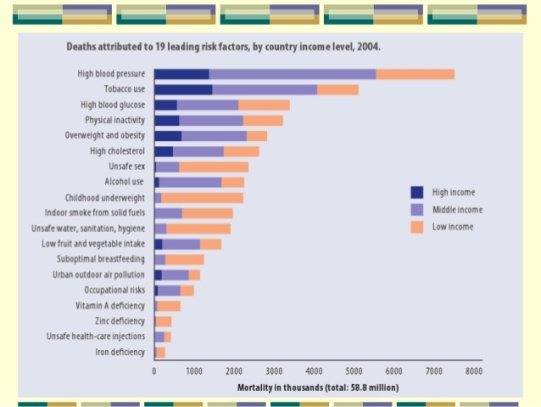 Deaths attributed to 19 leading risk factors, by country income level, 2004.
High blood pressure
Tobacco use
High blood glucose
Physical inactivity
Overweight and obesity
High cholesterol
Unsafe sex
Alcohol use
Childhood underweight
Indoor smoke from solid fuels
Unsafe water, sanitation, hygiene
Low fruit and vegetable intake
Suboptimal breastfeeding
Urban outdoor air pollution
Occupational risks
Vitamin A deficiency
Zinc deficiency
Unsafe health-care injections
Iron deficiency
High income
Middle income
Low income
0 1000 2000 3000 4000 5000 6000 7000 8000
Mortality in thousands (total: 58.8 million)